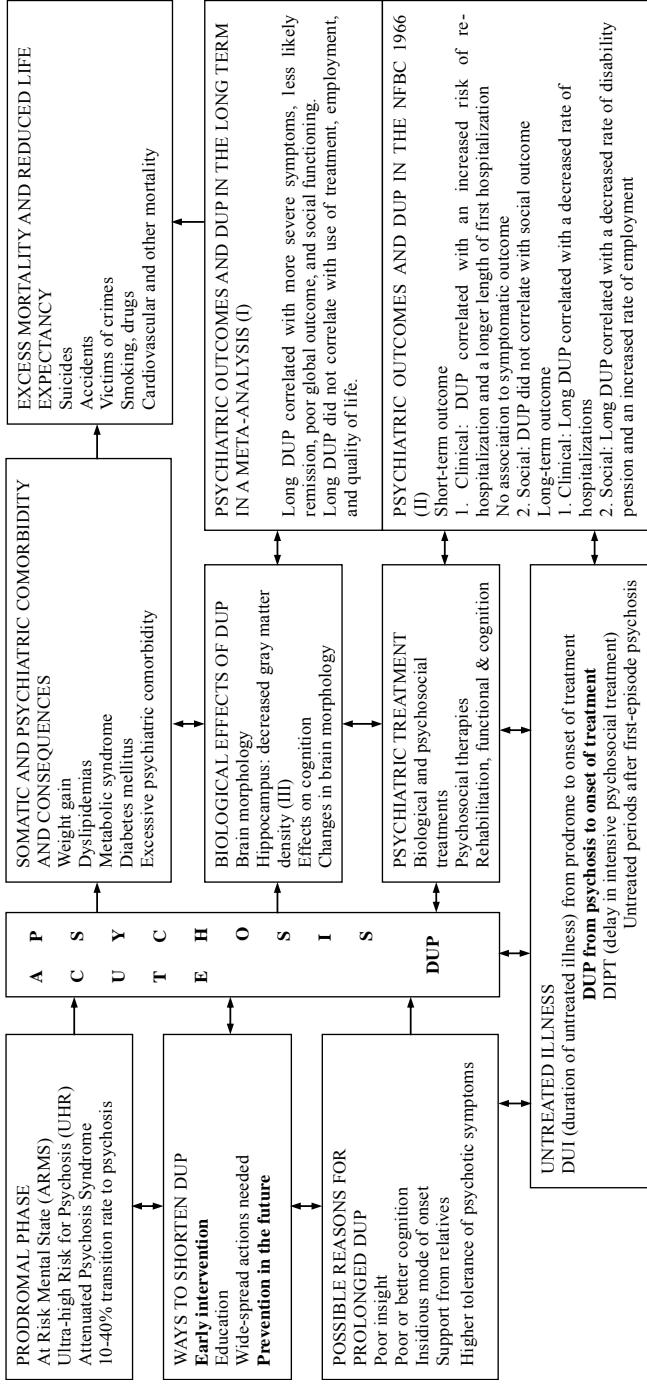 PRODROMAL PHASE
At Risk Mental State (ARMS)
Ultra-high Risk for Psychosis (UHR)
Attenuated Psychosis Syndrome
10-40% transition rate to psychosis
WAYS TO SHORTEN DUP
Early intervention
Education
Wide-spread actions needed
Prevention in the future
POSSIBLE REASONS FOR
PROLONGED DUP
Poor insight
Poor or better cognition
Insidious mode of onset
Support from relatives
Higher tolerance of psychotic symptoms
A P
C S
U Y
T C
E H
O
S
I
S
DUP
UNTREATED ILLNESS
DUI (duration of untreated illness) from prodrome to onset of treatment
DUP from psychosis to onset of treatment
DIPT (delay in intensive psychosocial treatment)
Untreated periods after first-episode psychosis
SOMATIC AND PSYCHIATRIC COMORBIDITY
AND CONSEQUENCES
Weight gain
Dyslipidemias
Metabolic syndrome
Diabetes mellitus
Excessive psychiatric comorbidity
BIOLOGICAL EFFECTS OF DUP
Brain morphology
Hippocampus: decreased gray matter
density (III)
Effects on cognition
Changes in brain morphology
PSYCHIATRIC TREATMENT
Biological and psychosocial
treatments
Psychosocial therapies
Rehabilitation, functional & cognition
EXCESS MORTALITY AND REDUCED LIFE
EXPECTANCY
Suicides
Accidents
Victims of crimes
Smoking, drugs
Cardiovascular and other mortality
PSYCHIATRIC OUTCOMES AND DUP IN THE LONG TERM
IN A META-ANALYSIS (I)
Long DUP correlated with more severe symptoms, less likely
remission, poor global outcome, and social functioning.
Long DUP did not correlate with use of treatment, employment,
and quality of life.
PSYCHIATRIC OUTCOMES AND DUP IN THE NFBC 1966
(II)
Short-term outcome
1. Clinical: DUP correlated with an increased risk of re-
hospitalization and a longer length of first hospitalization
No association to symptomatic outcome
2. Social: DUP did not correlate with social outcome
Long-term outcome
1. Clinical: Long DUP correlated with a decreased rate of
hospitalizations
2. Social: Long DUP correlated with a decreased rate of disability
pension and an increased rate of employment